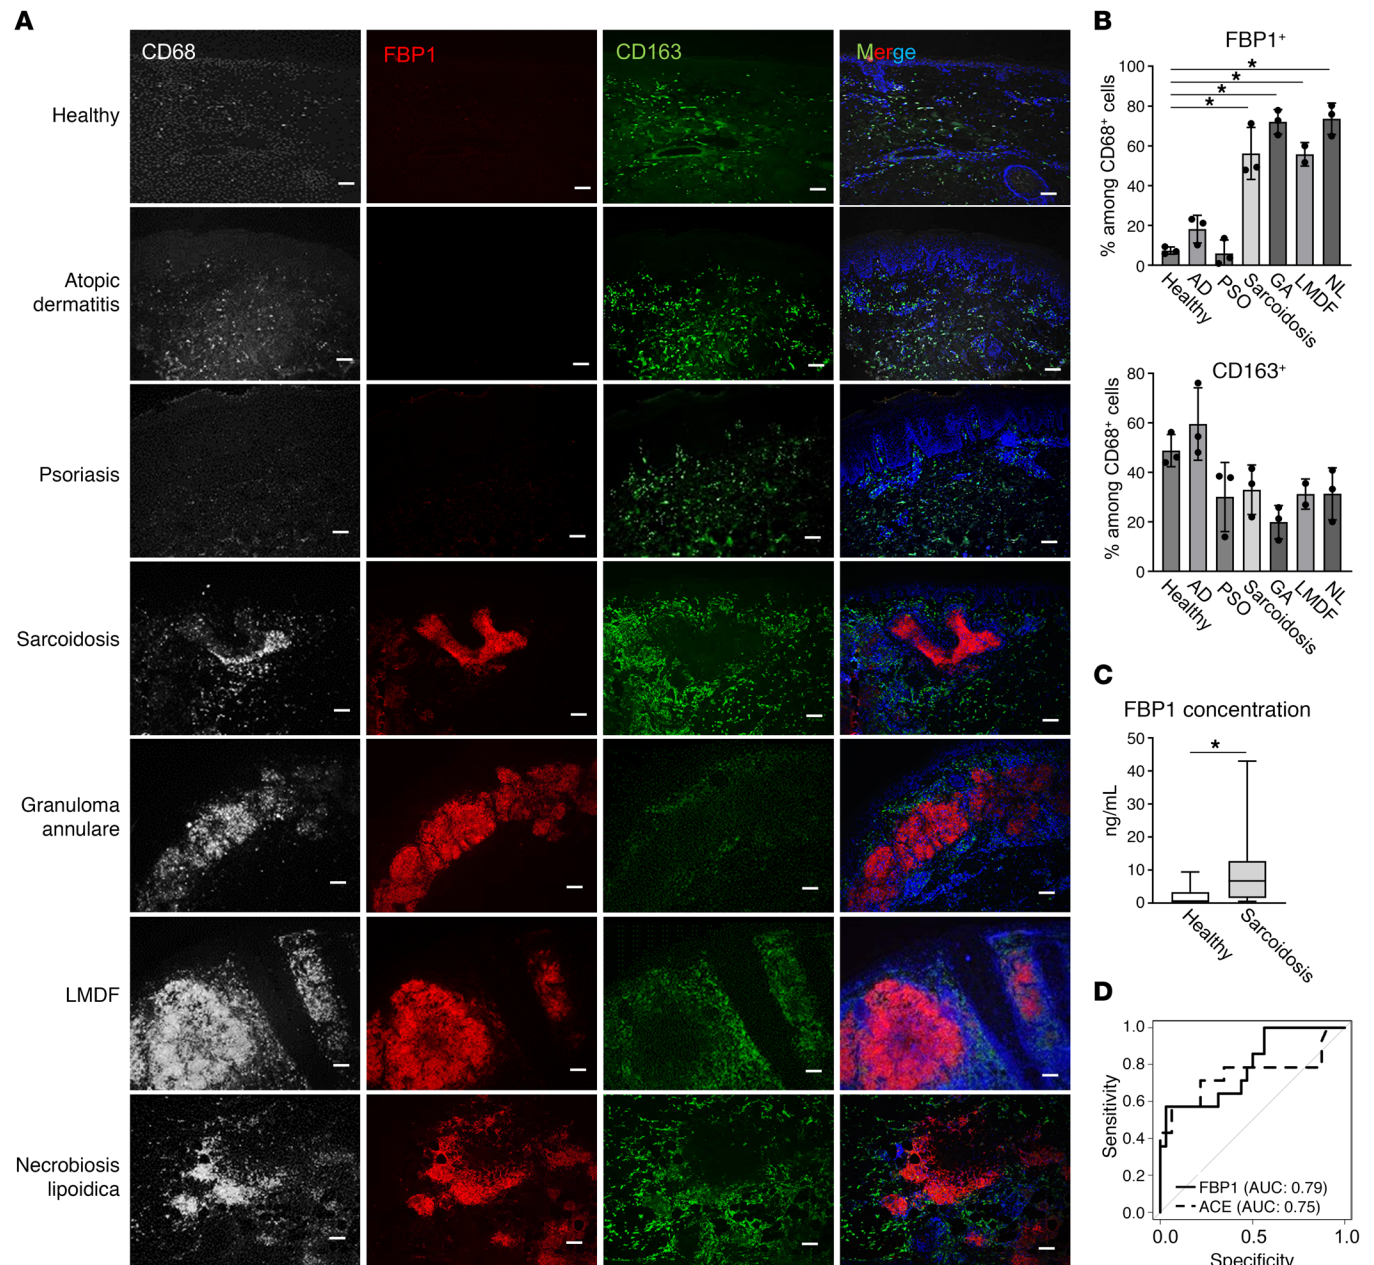 A
CD68
FBP1
CD163
Merge
Healthy
Atopic
dermatitis
Psoriasis
Sarcoidosis
Granuloma
annulare
LMDF
Necrobiosis
lipoidica
B
FBP1⁺
* 
*
*
*
% among CD68⁺ cells
100
80
60
40
20
0
Healthy
AD
PSO
Sarcoidosis
GA
LMDF
NL
CD163⁺
% among CD68⁺ cells
80
60
40
20
0
Healthy
AD
PSO
Sarcoidosis
GA
LMDF
NL
C
FBP1 concentration
*
ng/mL
50
40
30
20
10
0
Healthy
Sarcoidosis
D
Sensitivity
1.0
0.8
0.6
0.4
0.2
0.0
FBP1 (AUC: 0.79)
ACE (AUC: 0.75)
0.0 0.5 1.0
Specificity